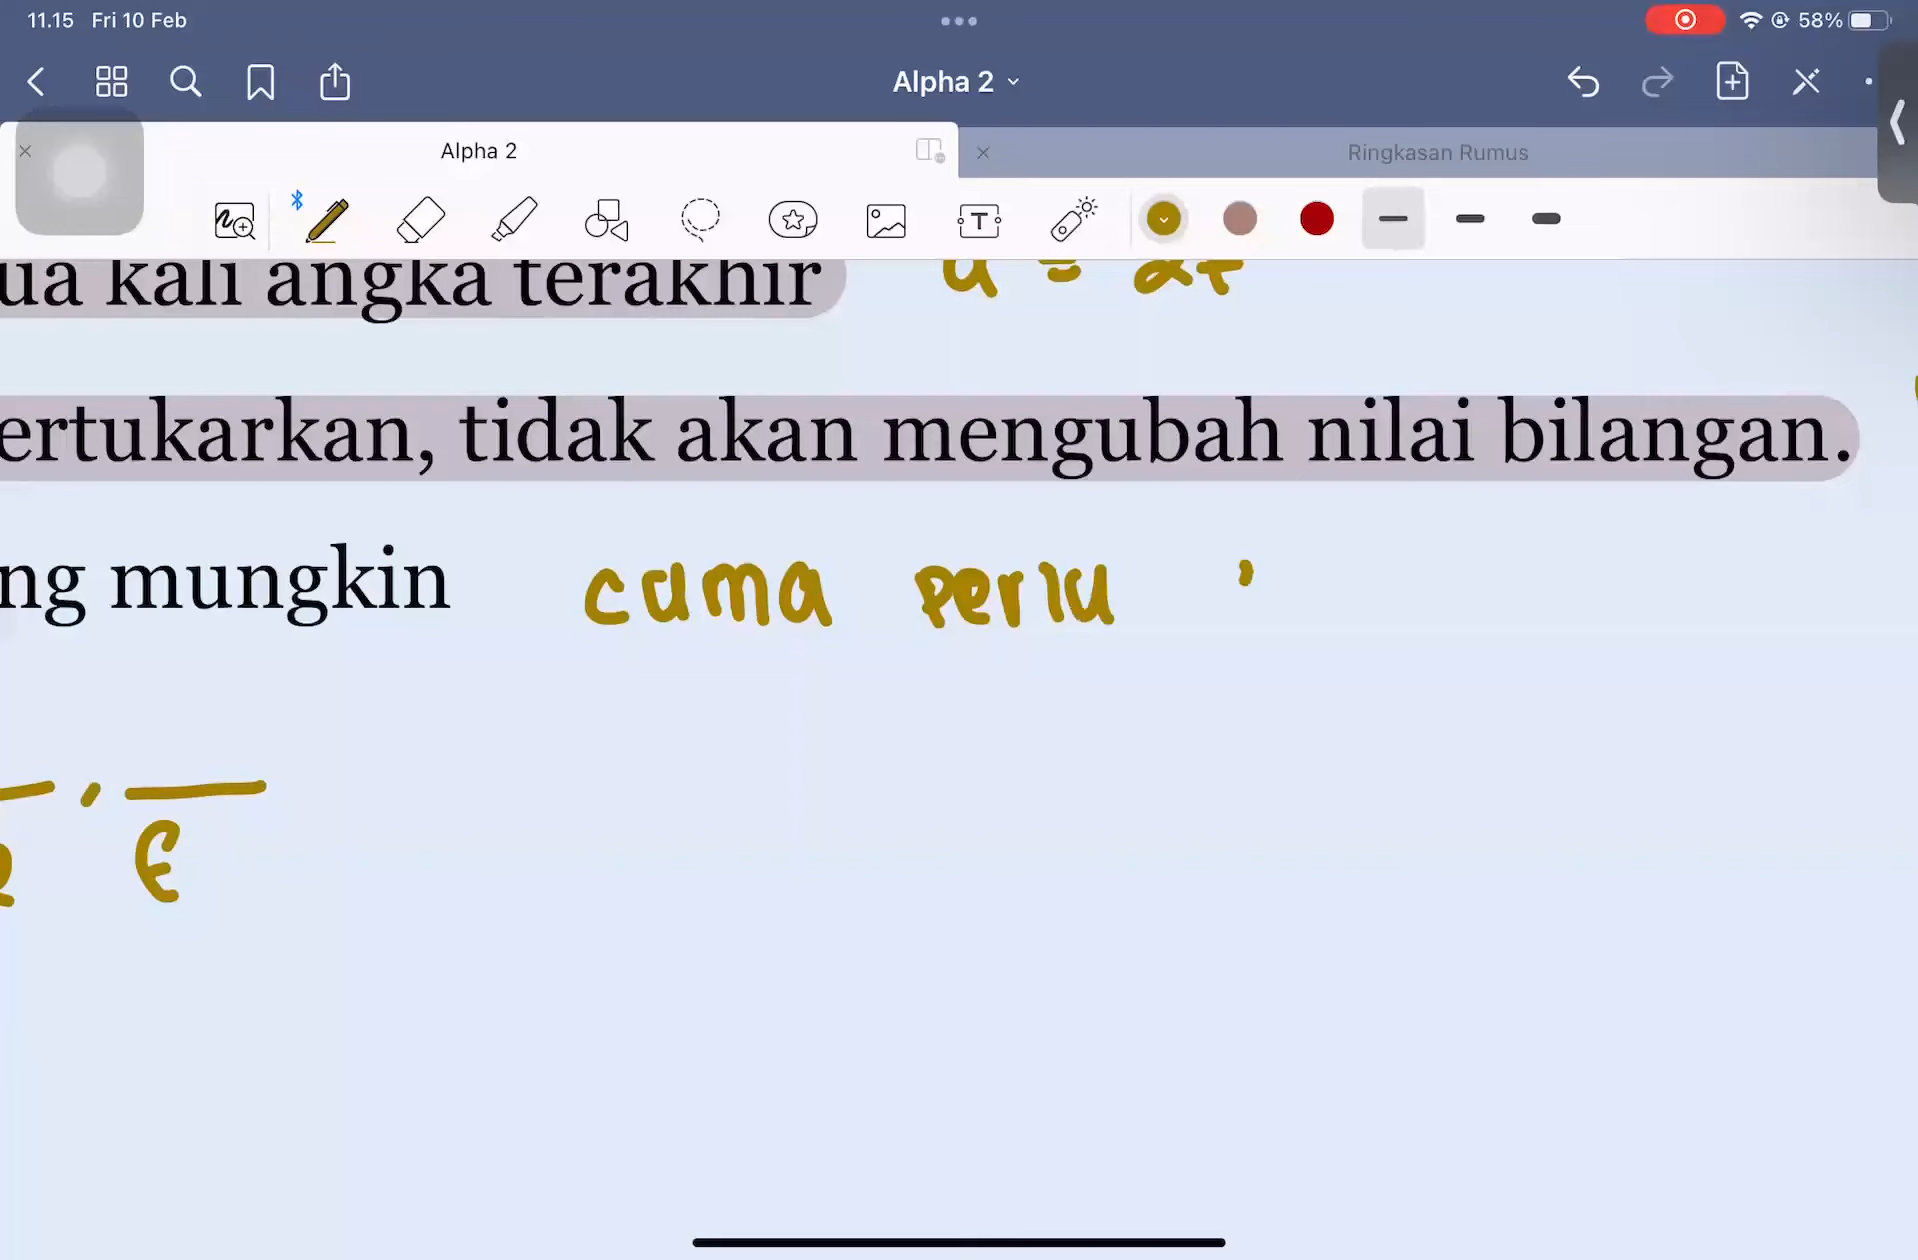 11.15 Fri 10 Feb 58%
Alpha 2
Alpha 2 Ringkasan Rumus
ua kali angka terakhir
ertukarkan, tidak akan mengubah nilai bilangan.
ng mungkin cuma perlu